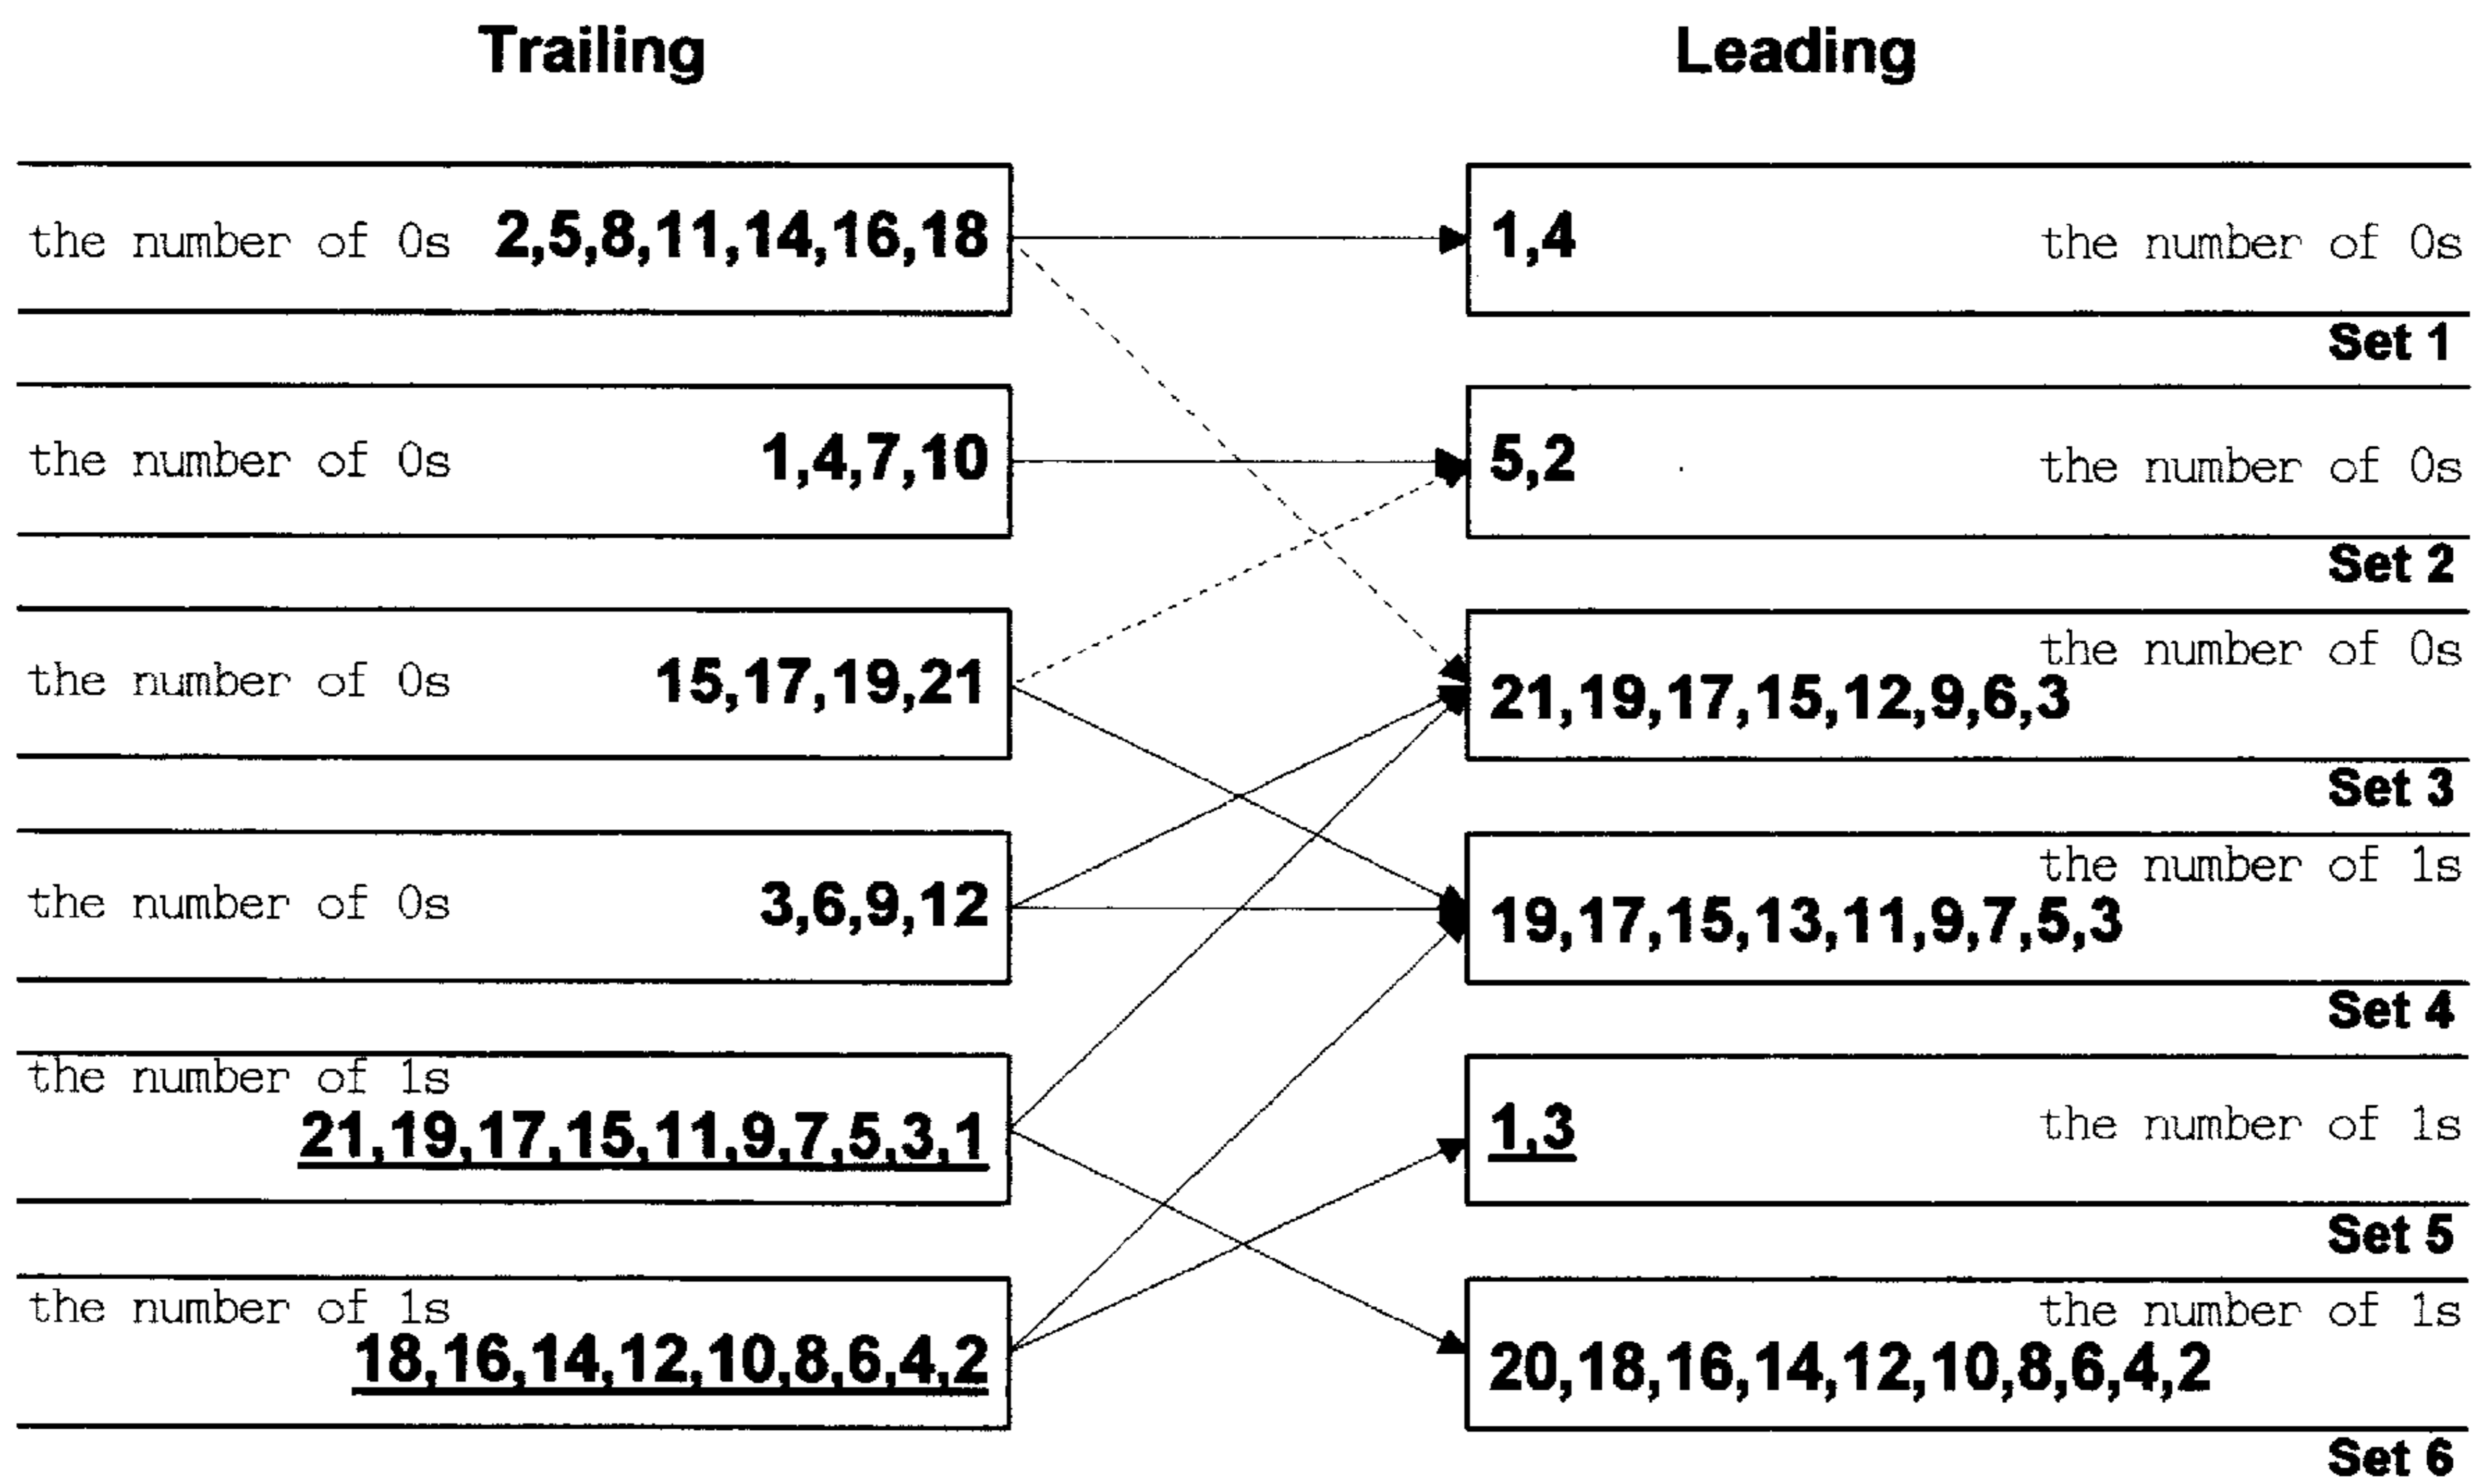 Trailing Leading
the number of 0s 2,5,8,11,14,16,18 1,4 the number of 0s
Set 1
the number of 0s 1,4,7,10 5,2 the number of 0s
Set 2
the number of 0s
the number of 0s 15,17,19,21 21,19,17,15,12,9,6,3
Set 3
the number of 1s
the number of 0s 3,6,9,12 19,17,15,13,11,9,7,5,3
Set 4
the number of 1s
21,19,17,15,11,9,7,5,3,1 1,3 the number of 1s
Set 5
the number of 1s the number of 1s
18,16,14,12,10,8,6,4,2 20,18,16,14,12,10,8,6,4,2
Set 6